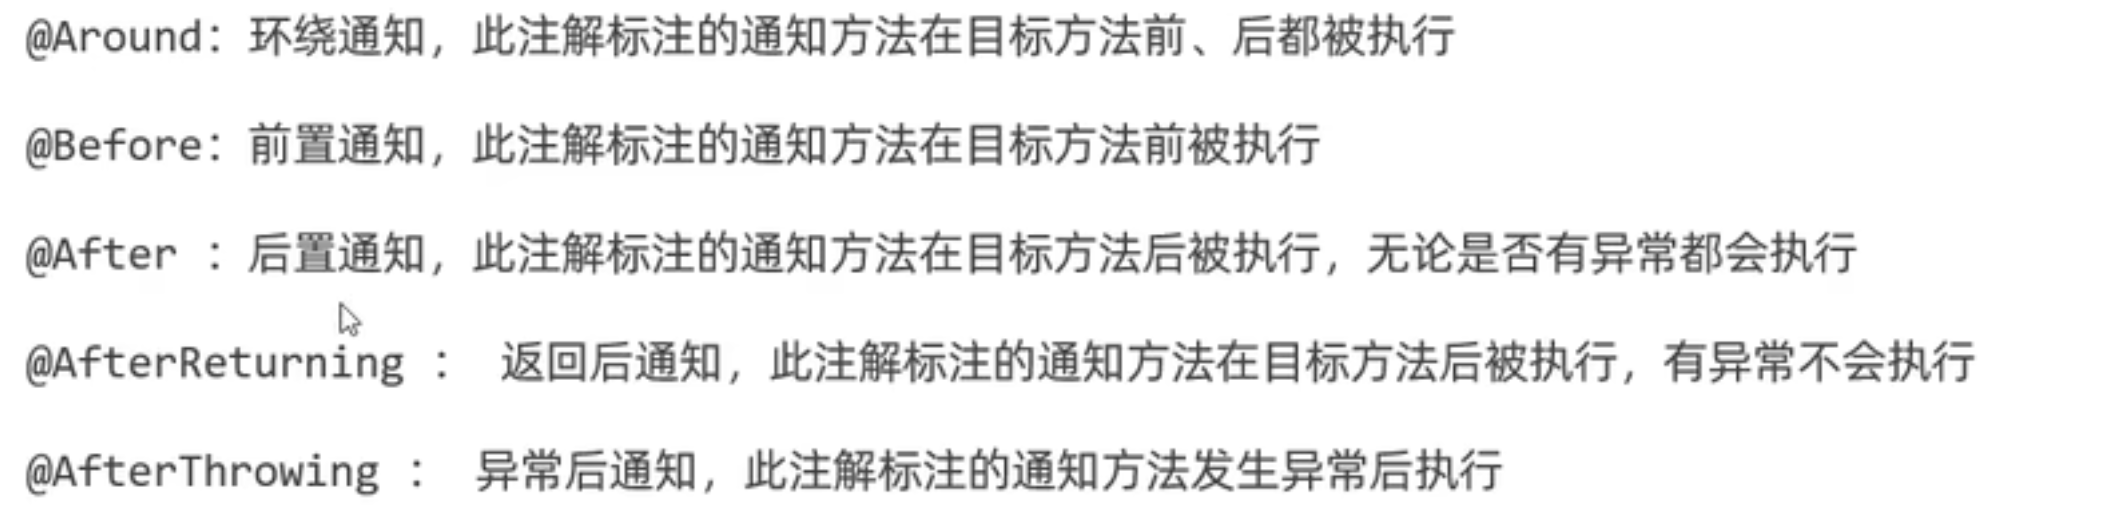 @Around：环绕通知，此注解标注的通知方法在目标方法前、后都被执行
@Before：前置通知，此注解标注的通知方法在目标方法前被执行
@After ：后置通知，此注解标注的通知方法在目标方法后被执行，无论是否有异常都会执行
@AfterReturning ： 返回后通知，此注解标注的通知方法在目标方法后被执行，有异常不会执行
@AfterThrowing ： 异常后通知，此注解标注的通知方法发生异常后执行